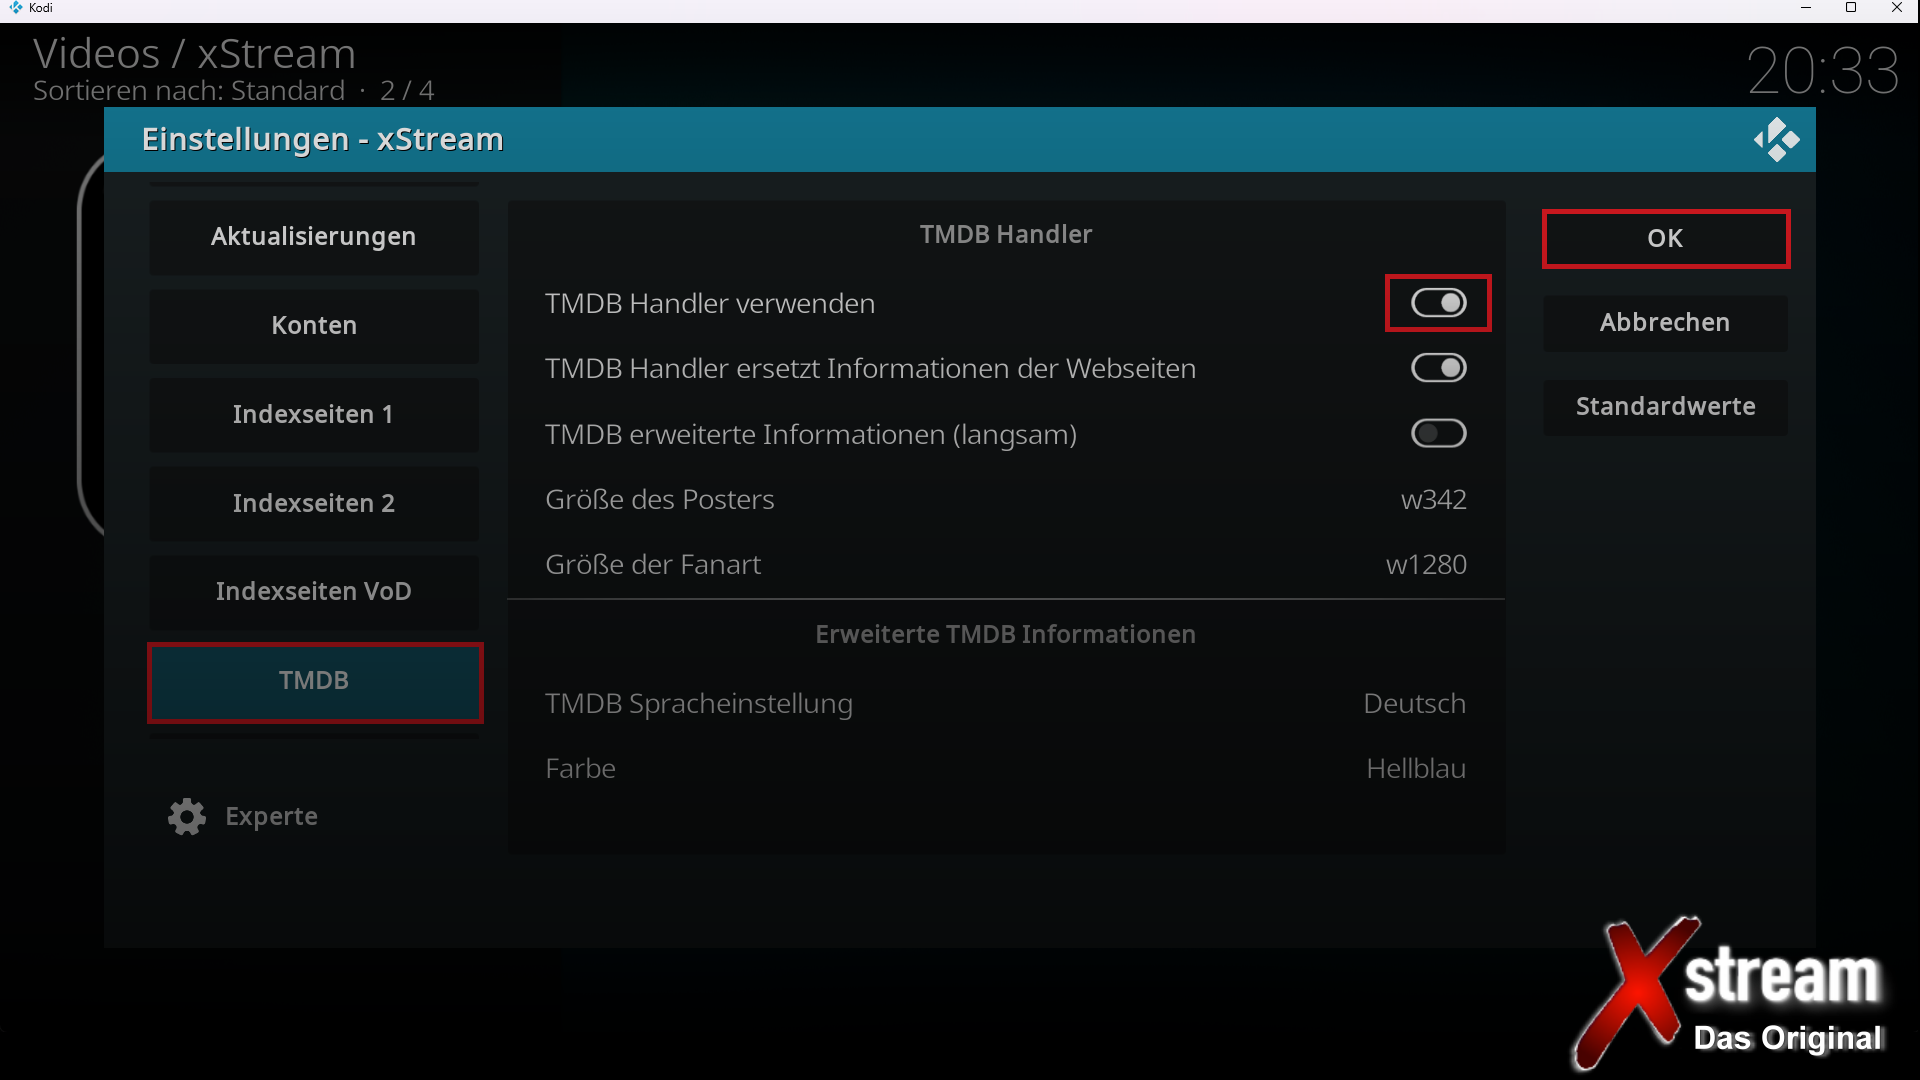 Kodi
Videos / xStream
Sortieren nach: Standard · 2 / 4
20:33
Einstellungen - xStream
Aktualisierungen
Konten
Indexseiten 1
Indexseiten 2
Indexseiten VoD
TMDB
Experte
TMDB Handler
TMDB Handler verwenden
TMDB Handler ersetzt Informationen der Webseiten
TMDB erweiterte Informationen (langsam)
Größe des Posters w342
Größe der Fanart w1280
Erweiterte TMDB Informationen
TMDB Spracheinstellung Deutsch
Farbe Hellblau
OK
Abbrechen
Standardwerte
Xstream
Das Original